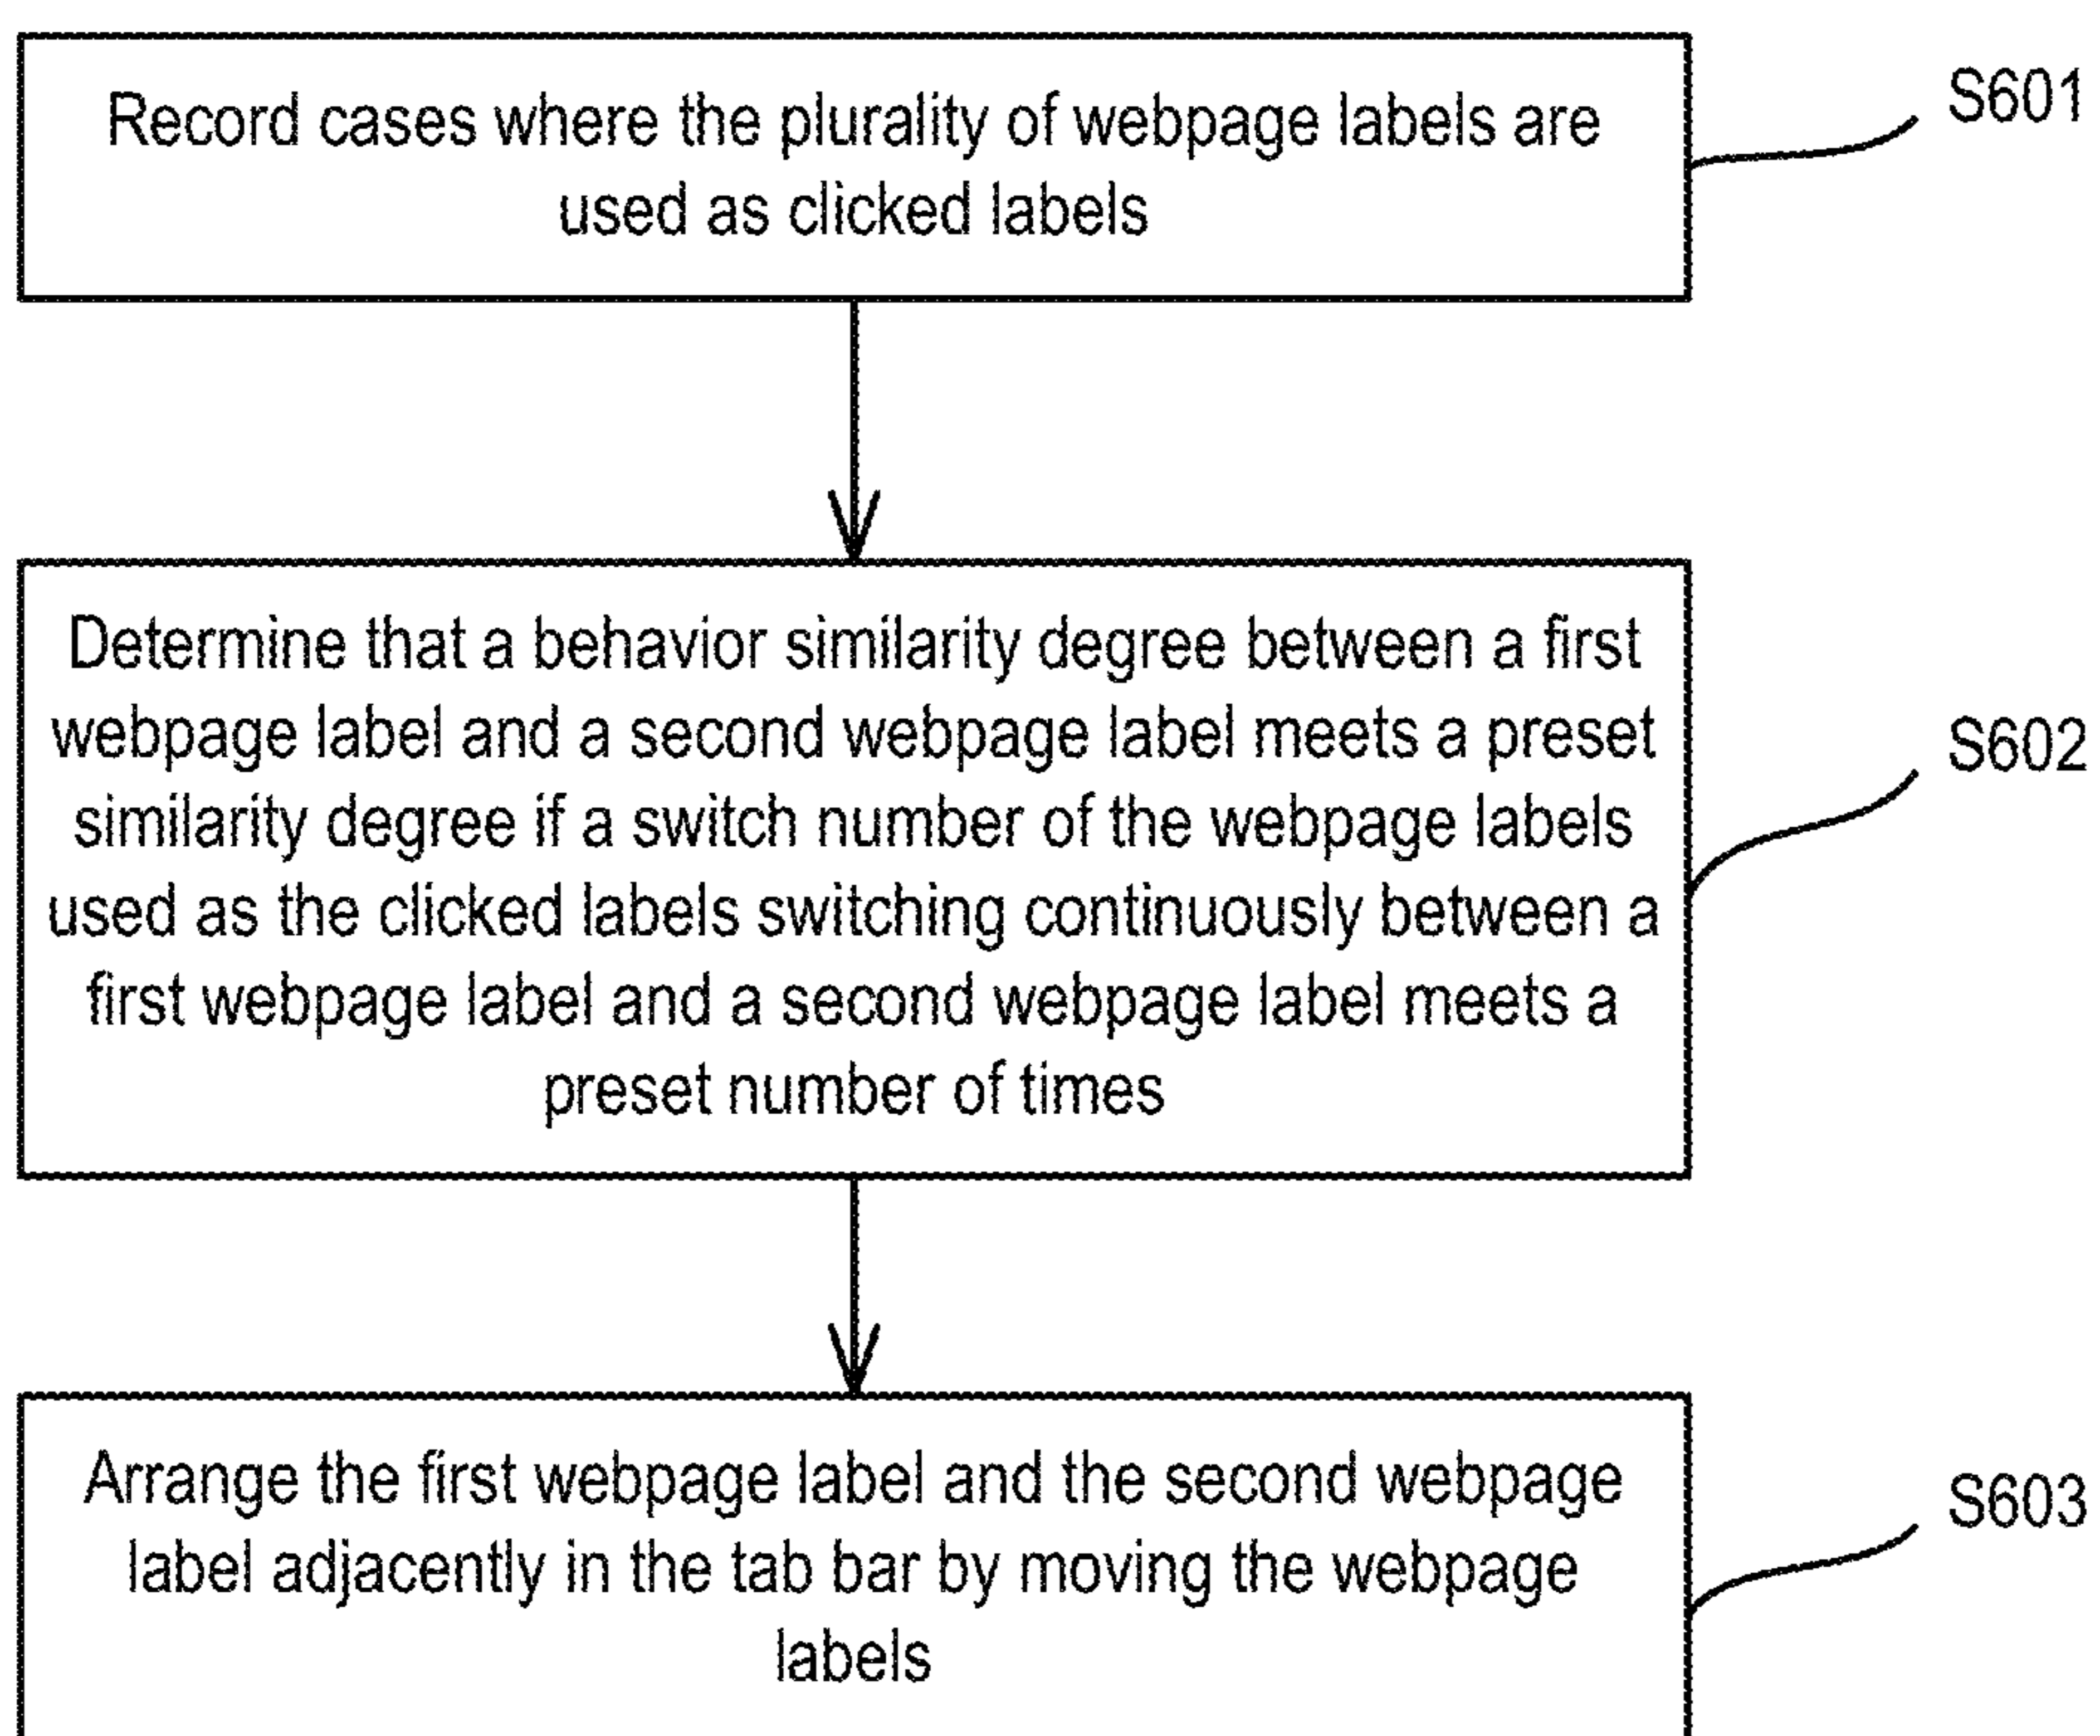 Record cases where the plurality of webpage labels are
used as clicked labels
S601
Determine that a behavior similarity degree between a first
webpage label and a second webpage label meets a preset
similarity degree if a switch number of the webpage labels
used as the clicked labels switching continuously between a
first webpage label and a second webpage label meets a
preset number of times
S602
Arrange the first webpage label and the second webpage
label adjacently in the tab bar by moving the webpage
labels
S603